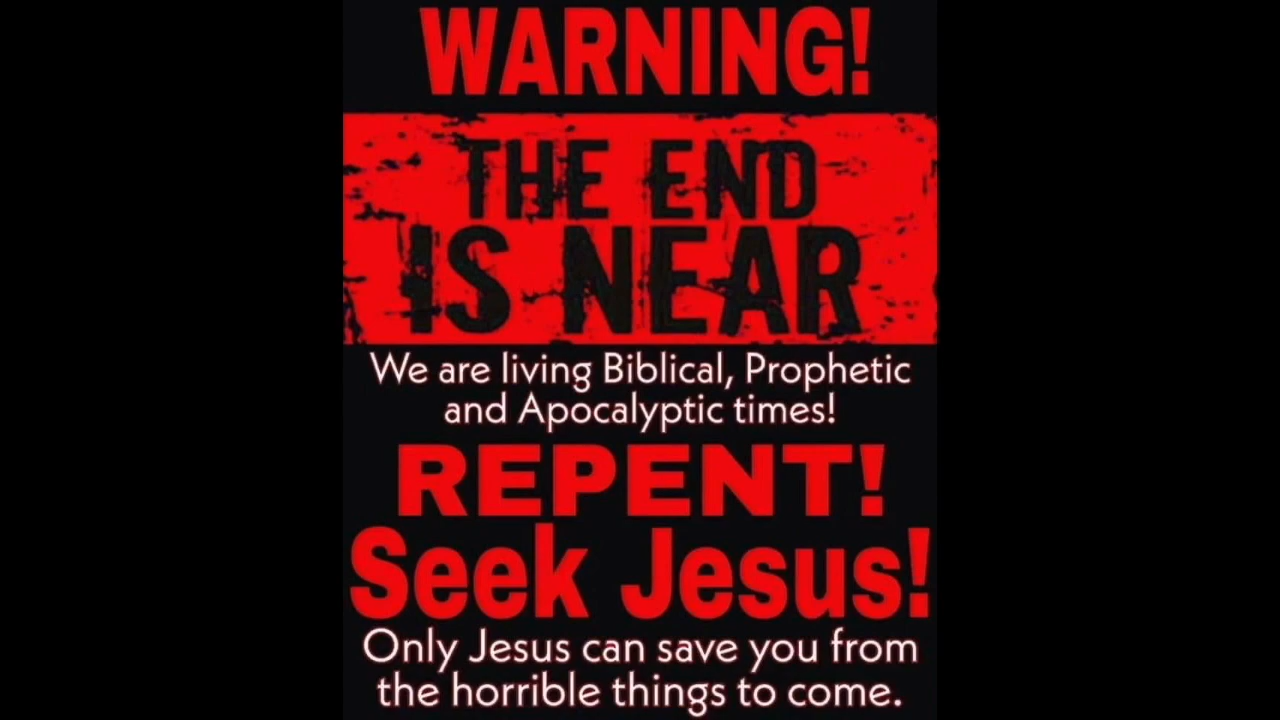 WARNING!
THE END
IS NEAR
We are living Biblical, Prophetic
and Apocalyptic times!
REPENT!
Seek Jesus!
Only Jesus can save you from
the horrible things to come.